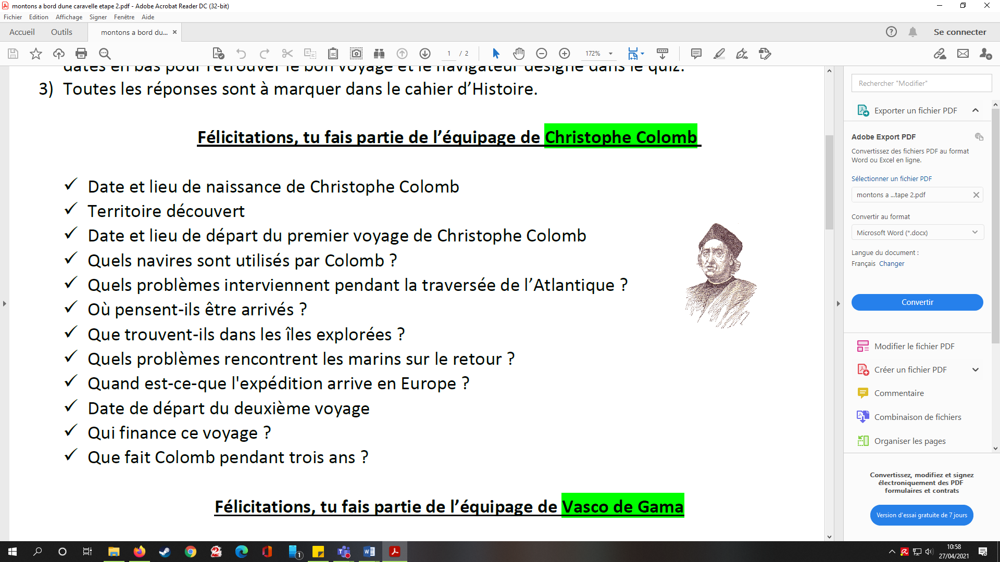 montons a bord dune caravelle etape 2.pdf - Adobe Acrobat Reader DC (32-bit)
Fichier Edition Affichage Signer Fenêtre Aide
Accueil Outils montons a bord du... × Se connecter
1 / 2 172%
dates en bas pour retrouver le bon voyage et le navigateur désigné dans le quiz.
3) Toutes les réponses sont à marquer dans le cahier d’Histoire.
Félicitations, tu fais partie de l’équipage de Christophe Colomb
✓ Date et lieu de naissance de Christophe Colomb
✓ Territoire découvert
✓ Date et lieu de départ du premier voyage de Christophe Colomb
✓ Quels navires sont utilisés par Colomb ?
✓ Quels problèmes interviennent pendant la traversée de l’Atlantique ?
✓ Où pensent-ils être arrivés ?
✓ Que trouvent-ils dans les îles explorées ?
✓ Quels problèmes rencontrent les marins sur le retour ?
✓ Quand est-ce-que l'expédition arrive en Europe ?
✓ Date de départ du deuxième voyage
✓ Qui finance ce voyage ?
✓ Que fait Colomb pendant trois ans ?
Félicitations, tu fais partie de l’équipage de Vasco de Gama
Rechercher "Modifier"
Exporter un fichier PDF
Adobe Export PDF
Convertissez des fichiers PDF au format
Word ou Excel en ligne.
Sélectionner un fichier PDF
montons a ...tape 2.pdf
Convertir au format
Microsoft Word (*.docx)
Langue du document :
Français Changer
Convertir
Modifier le fichier PDF
Créer un fichier PDF
Commentaire
Combinaison de fichiers
Organiser les pages
Convertissez, modifiez et signez
électroniquement des PDF
formulaires et contrats
Version d'essai gratuite de 7 jours
10:58
27/04/2021